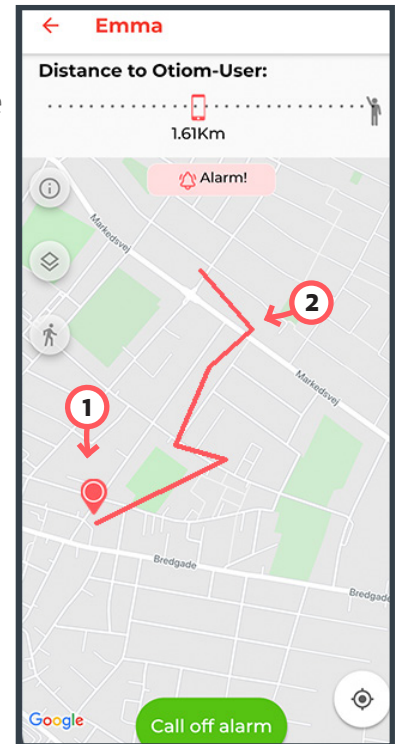 Emma
Distance to Otiom-User:
1.61Km
Alarm!
Markedsvej
2
Markedsvej
1
Bredgade
Bredgade
Google
Call off alarm